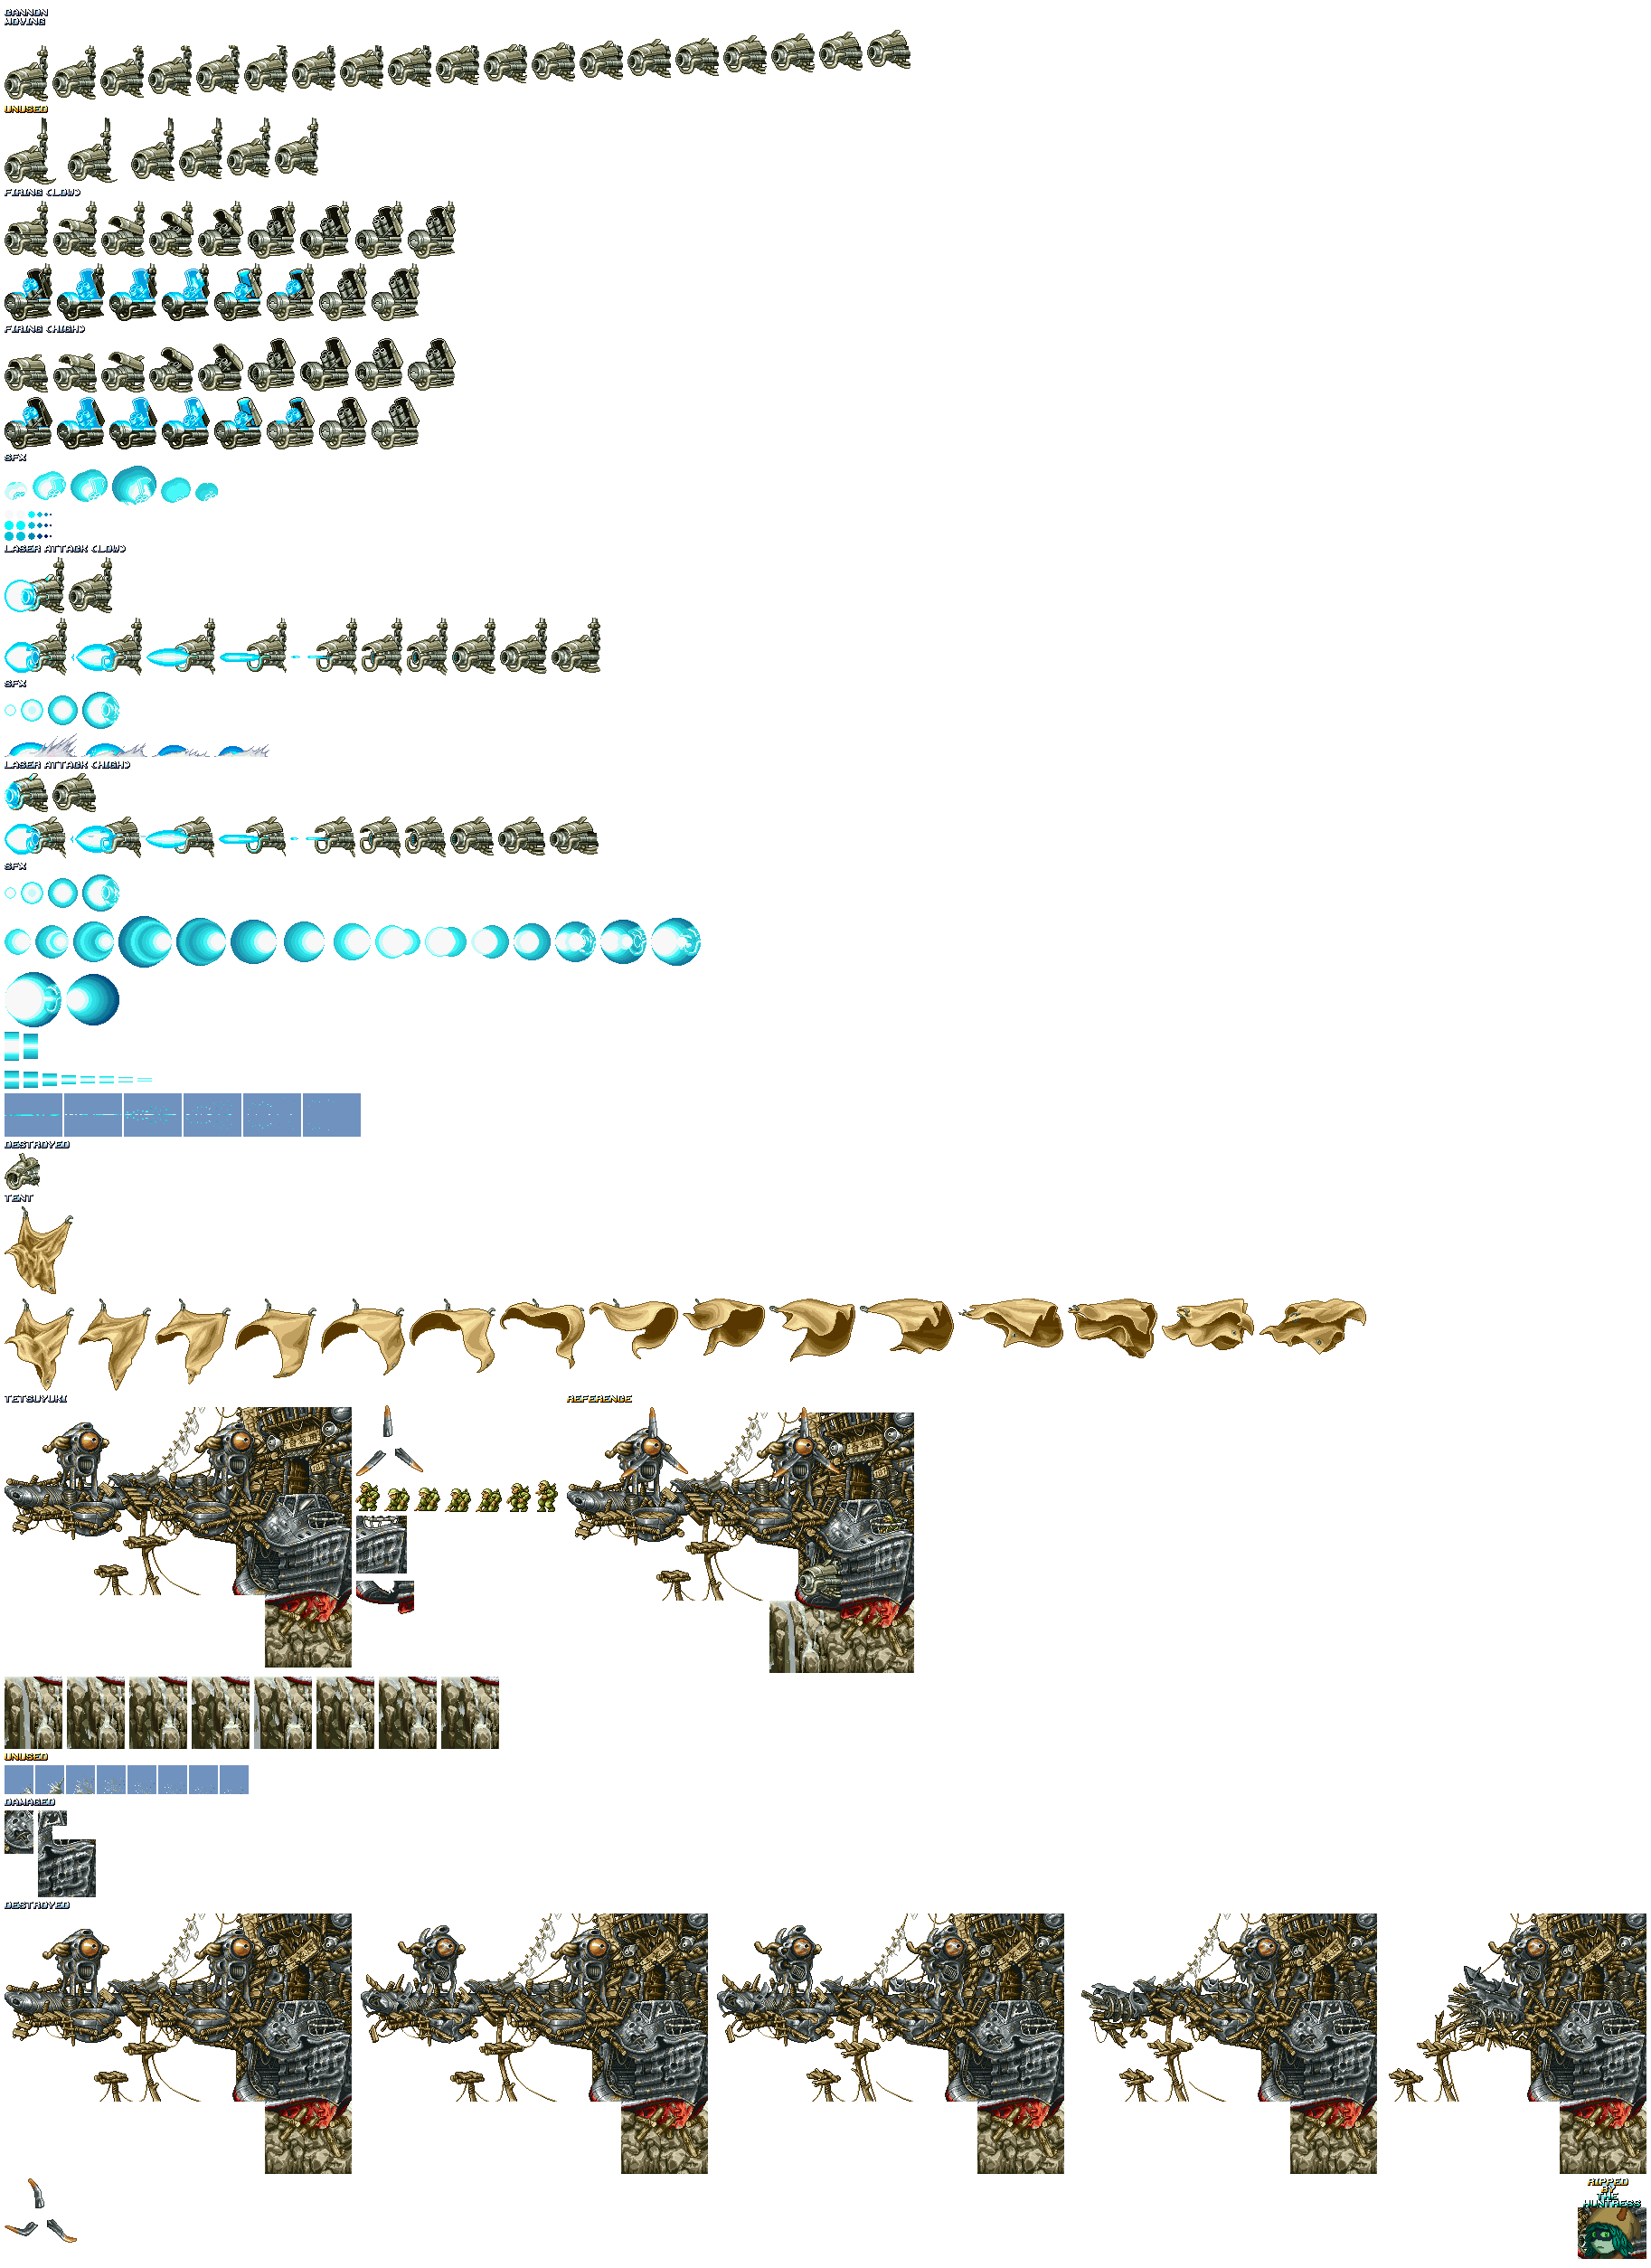 CANNON
MOVING
UNUSED
FIRING (LOW)
FIRING (HIGH)
SFX
LASER ATTACK (LOW)
SFX
LASER ATTACK (HIGH)
SFX
DESTROYED
TENT
TETSUYUKI
REFERENCE
UNUSED
DAMAGED
DESTROYED
RIPPED
BY
THE
HUNTRESS